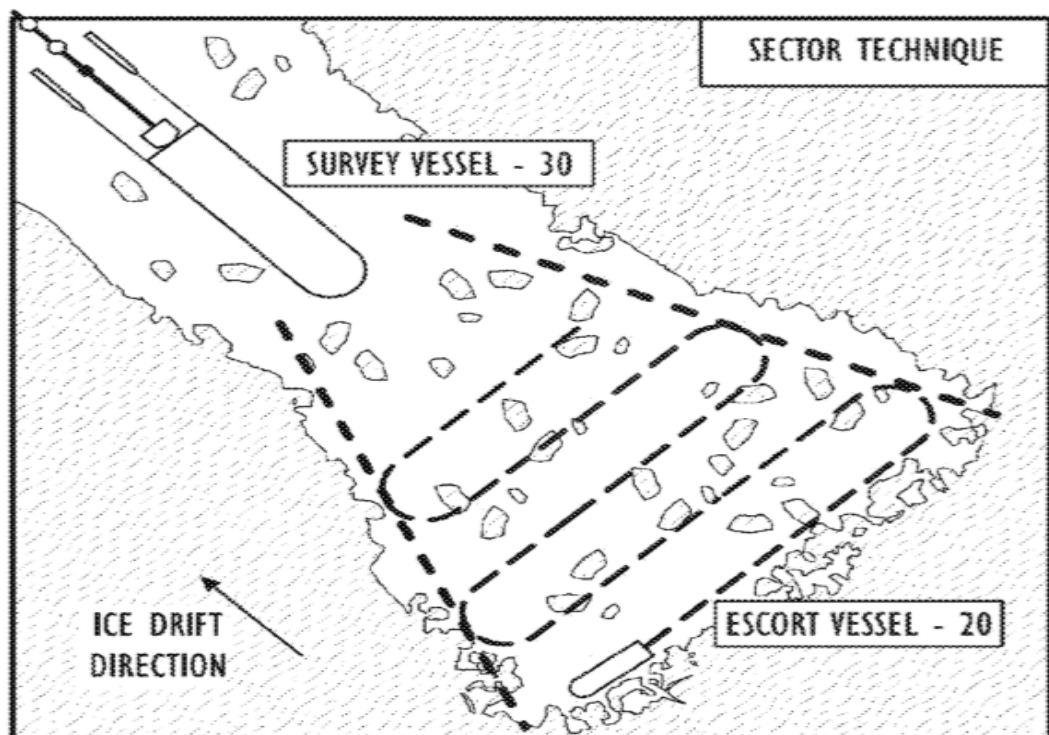 SECTOR TECHNIQUE
SURVEY VESSEL - 30
ICE DRIFT
DIRECTION
ESCORT VESSEL - 20